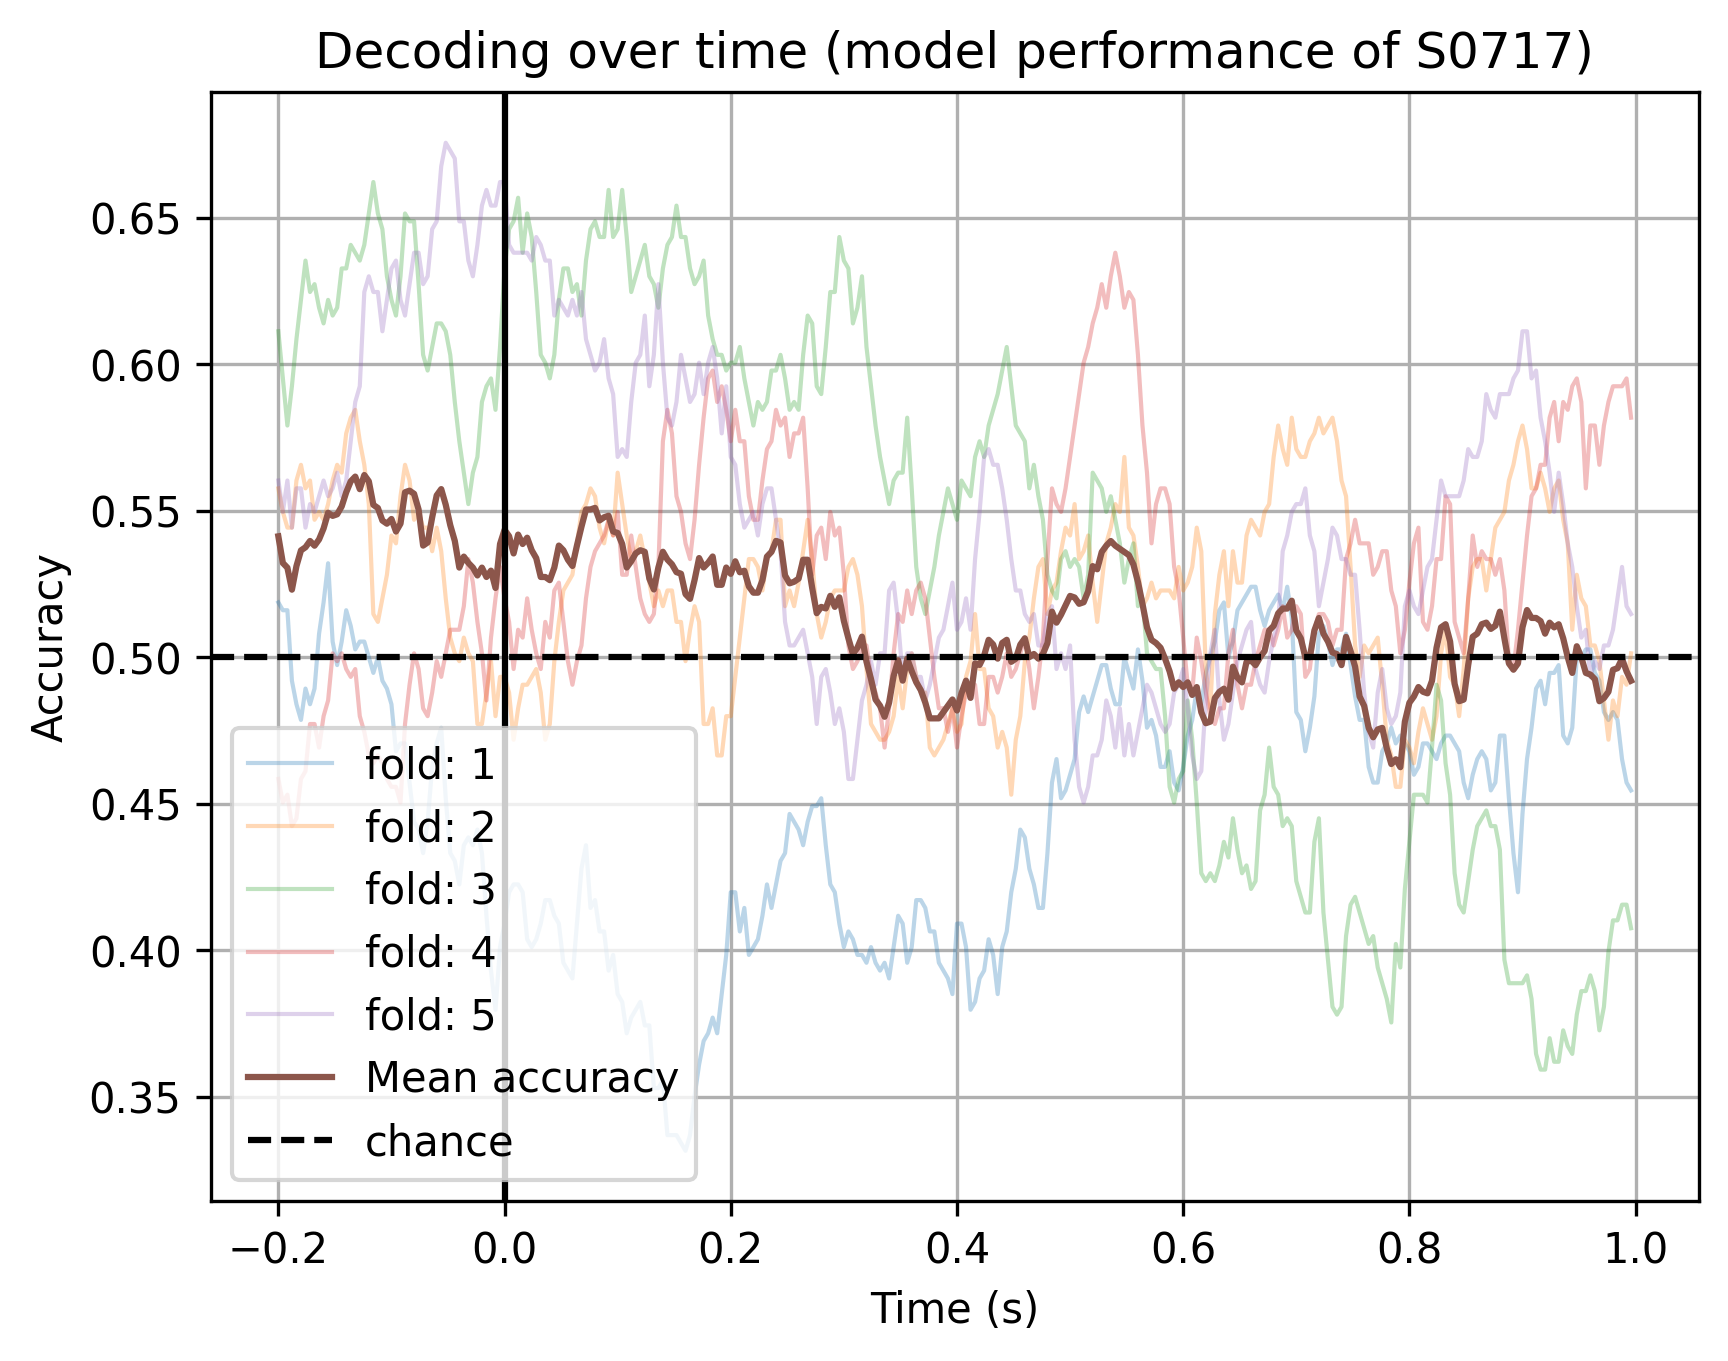 Decoding over time (model performance of S0717)
Accuracy
0.65
0.60
0.55
0.50
0.45
0.40
0.35
fold: 1
fold: 2
fold: 3
fold: 4
fold: 5
Mean accuracy
chance
−0.2
0.0
0.2
0.4
0.6
0.8
1.0
Time (s)